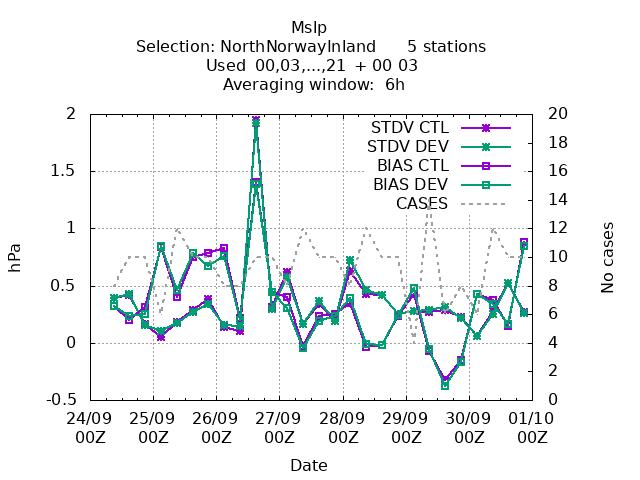 Mslp
Selection: NorthNorwayInland 5 stations
Used 00,03,...,21 + 00 03
Averaging window: 6h
STDV CTL
STDV DEV
BIAS CTL
BIAS DEV
CASES
hPa
2
1.5
1
0.5
0
-0.5
No cases
20
18
16
14
12
10
8
6
4
2
0
24/09 25/09 26/09 27/09 28/09 29/09 30/09 01/10
00Z 00Z 00Z 00Z 00Z 00Z 00Z 00Z
Date